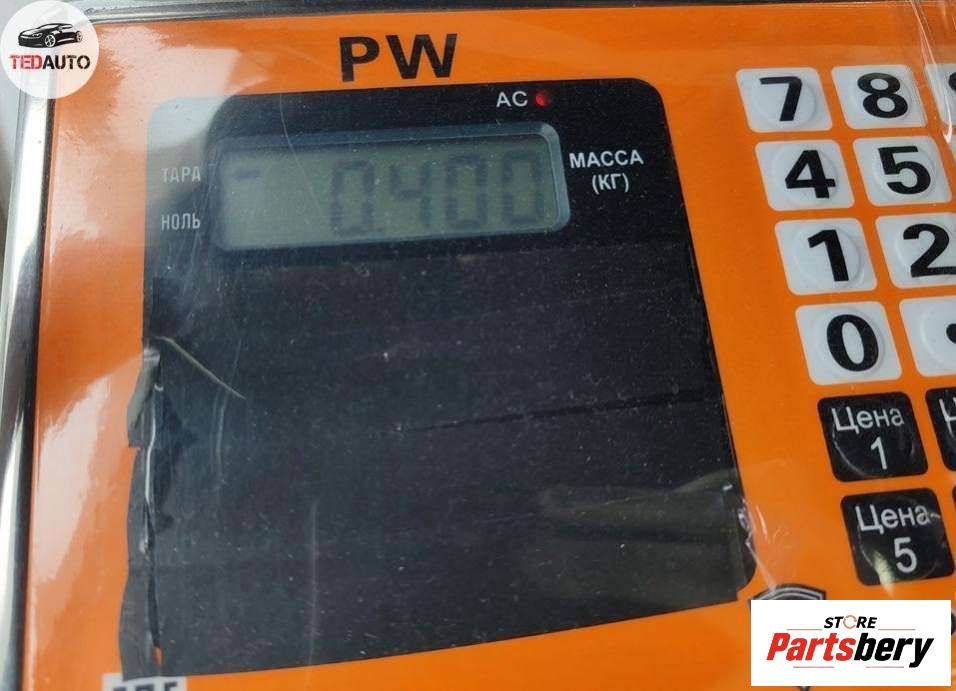 TEDAUTO
PW
AC
ТАРА
- 0.400
МАССА
(КГ)
НОЛЬ
7 8
4 5
1 2
0 .
Цена
1
Цена
5
STORE
Partsbery